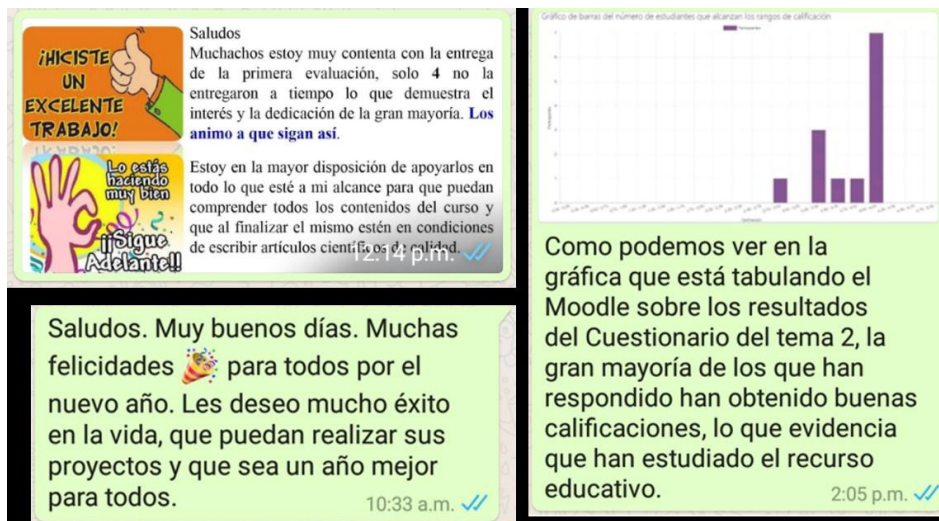 ¡HICISTE
UN
EXCELENTE
TRABAJO!
Lo estás
haciendo
muy bien
¡¡Sigue
Adelante!!
Saludos
Muchachos estoy muy contenta con la entrega
de la primera evaluación, solo 4 no la
entregaron a tiempo lo que demuestra el
interés y la dedicación de la gran mayoría. Los
animo a que sigan así.
Estoy en la mayor disposición de apoyarlos en
todo lo que esté a mi alcance para que puedan
comprender todos los contenidos del curso y
que al finalizar el mismo estén en condiciones
de escribir artículos científicos de calidad.
12:14 p.m.
Saludos. Muy buenos días. Muchas
felicidades 🎉 para todos por el
nuevo año. Les deseo mucho éxito
en la vida, que puedan realizar sus
proyectos y que sea un año mejor
para todos.
10:33 a.m.
Gráfico de barras del número de estudiantes que alcanzan los rangos de calificación
Como podemos ver en la
gráfica que está tabulando el
Moodle sobre los resultados
del Cuestionario del tema 2, la
gran mayoría de los que han
respondido han obtenido buenas
calificaciones, lo que evidencia
que han estudiado el recurso
educativo.
2:05 p.m.